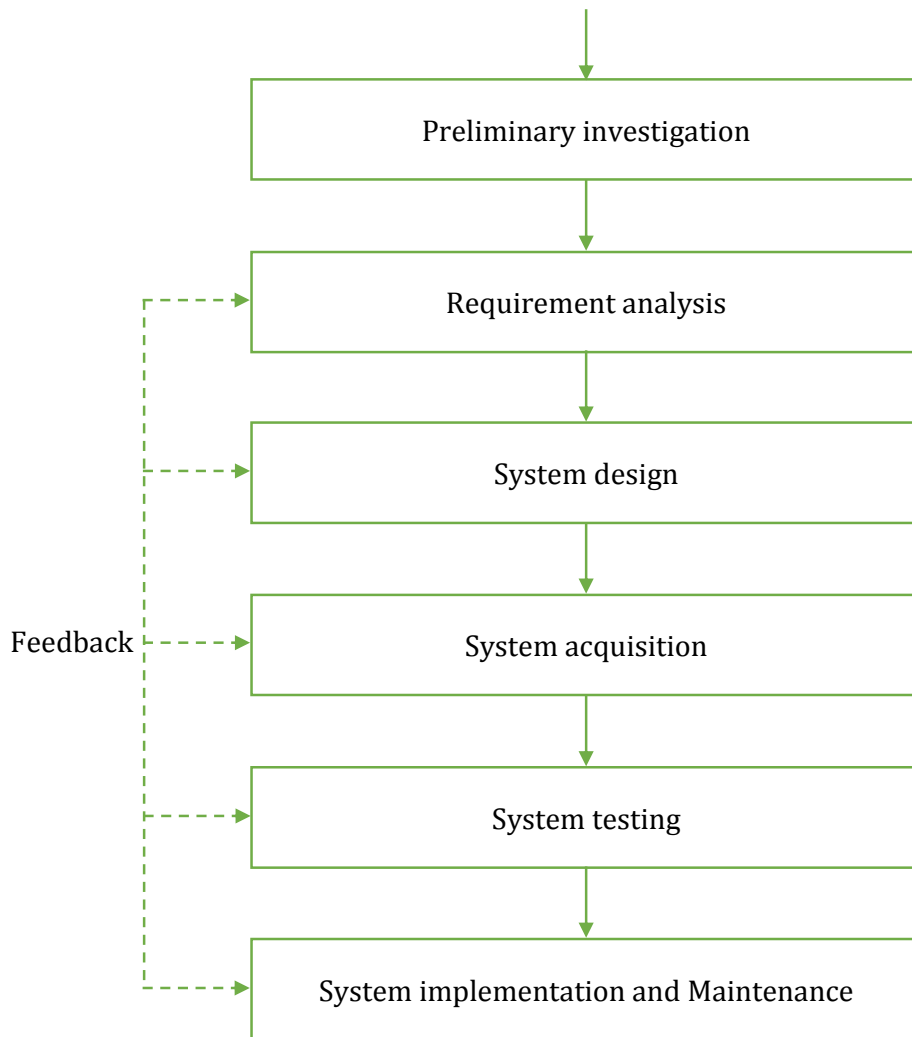 Preliminary investigation
Requirement analysis
System design
Feedback
System acquisition
System testing
System implementation and Maintenance